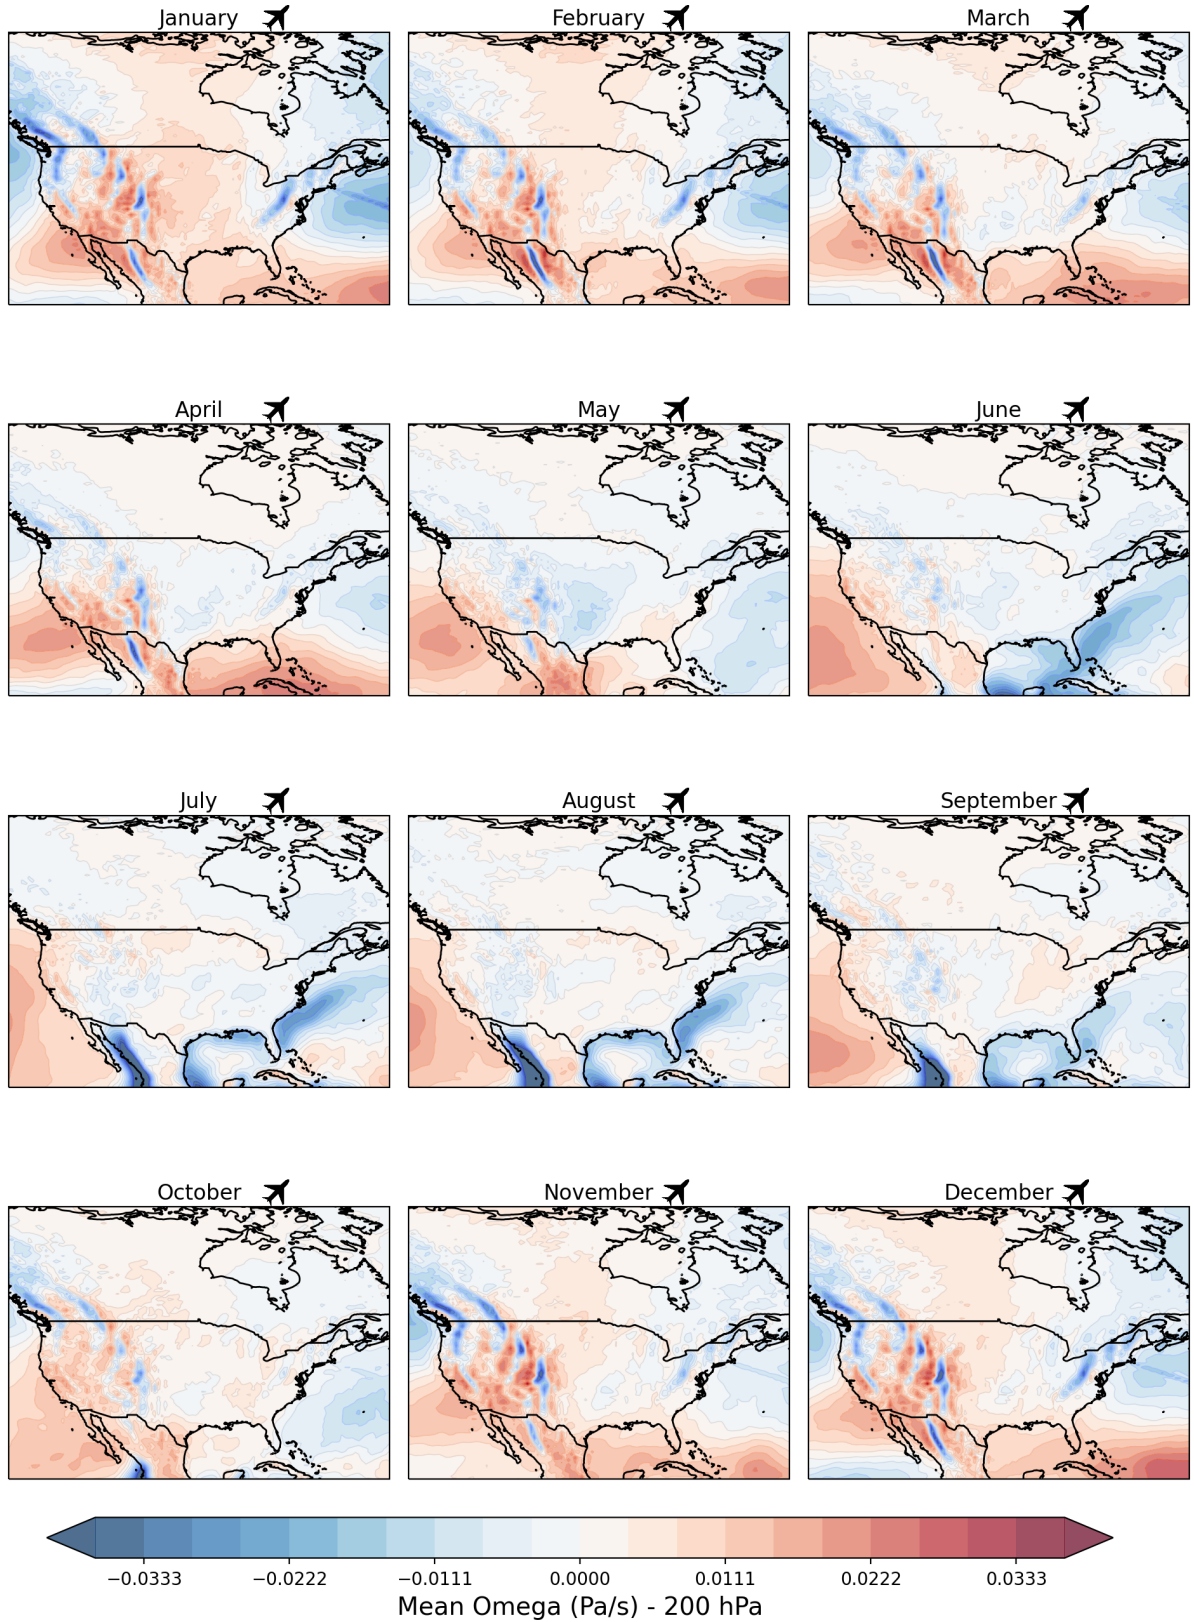 January
February
March
April
May
June
July
August
September
October
November
December
−0.0333
−0.0222
−0.0111
0.0000
0.0111
0.0222
0.0333
Mean Omega (Pa/s) - 200 hPa